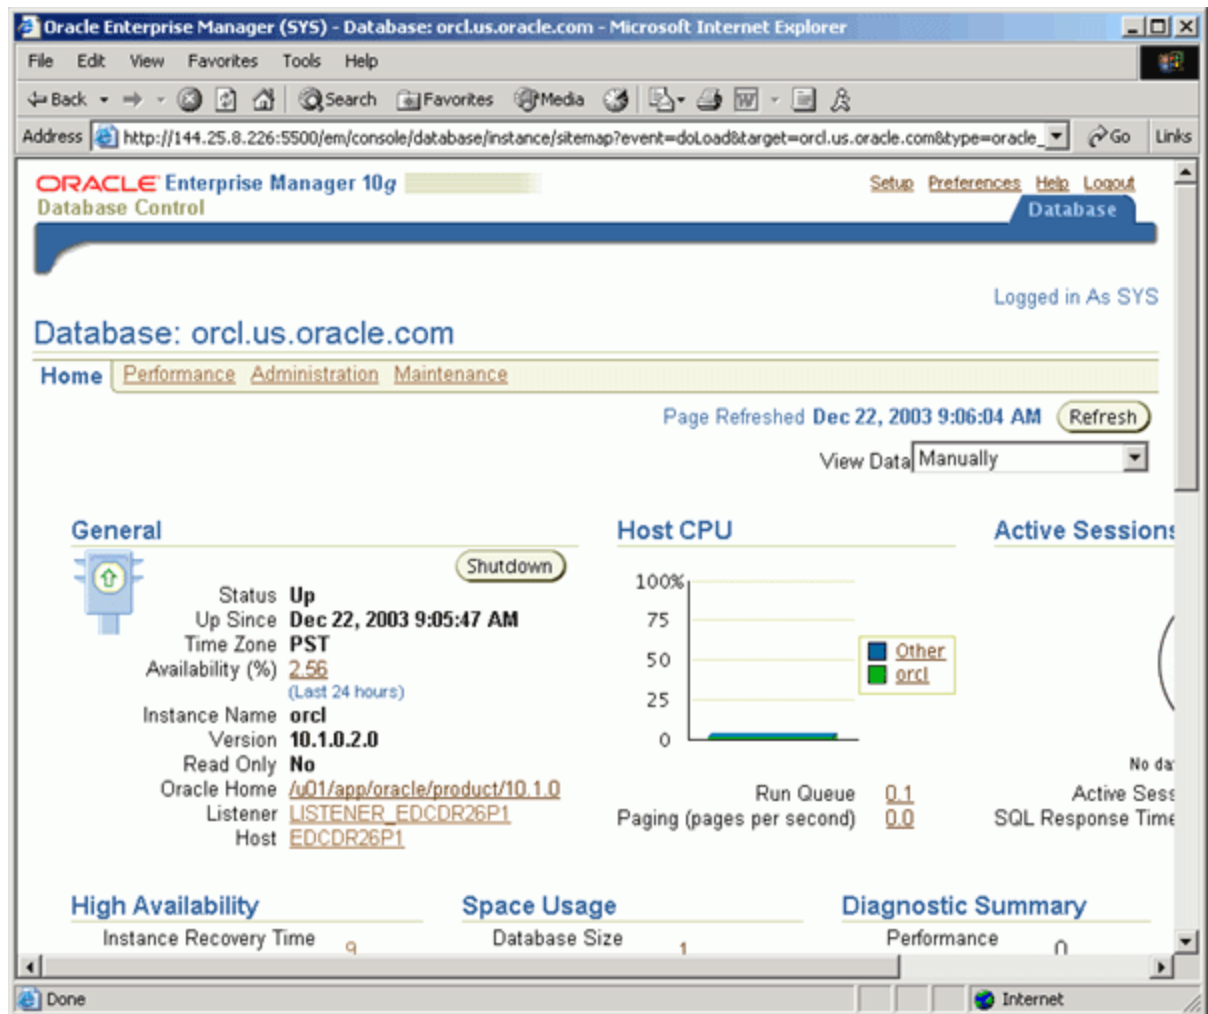 Oracle Enterprise Manager (SYS) - Database: orcl.us.oracle.com - Microsoft Internet Explorer
File Edit View Favorites Tools Help
Back Search Favorites Media
Address http://144.25.8.226:5500/em/console/database/instance/sitemap?event=doLoad&target=orcl.us.oracle.com&type=oracle_ Go Links
ORACLE Enterprise Manager 10g
Database Control
Setup Preferences Help Logout
Database
Logged in As SYS
Database: orcl.us.oracle.com
Home Performance Administration Maintenance
Page Refreshed Dec 22, 2003 9:06:04 AM Refresh
View Data Manually
General
Shutdown
Status Up
Up Since Dec 22, 2003 9:05:47 AM
Time Zone PST
Availability (%) 2.56
(Last 24 hours)
Instance Name orcl
Version 10.1.0.2.0
Read Only No
Oracle Home /u01/app/oracle/product/10.1.0
Listener LISTENER_EDCDR26P1
Host EDCDR26P1
Host CPU
100%
75
50
25
0
Other
orcl
Run Queue 0.1
Paging (pages per second) 0.0
Active Sessions
No da
Active Sess
SQL Response Time
High Availability
Instance Recovery Time 9
Space Usage
Database Size 1
Diagnostic Summary
Performance 0
Done Internet